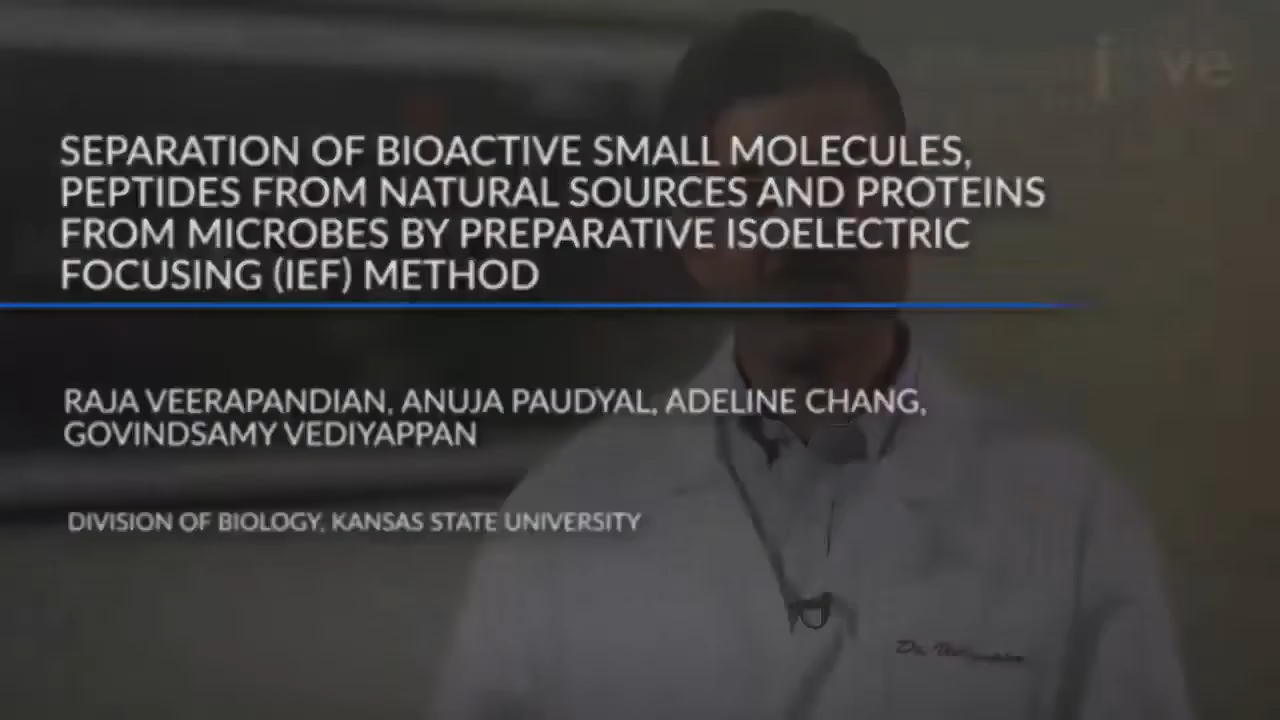 SEPARATION OF BIOACTIVE SMALL MOLECULES,
PEPTIDES FROM NATURAL SOURCES AND PROTEINS
FROM MICROBES BY PREPARATIVE ISOELECTRIC
FOCUSING (IEF) METHOD
RAJA VEERAPANDIAN, ANUJA PAUDYAL, ADELINE CHANG,
GOVINDSAMY VEDIYAPPAN
DIVISION OF BIOLOGY, KANSAS STATE UNIVERSITY
Dr.